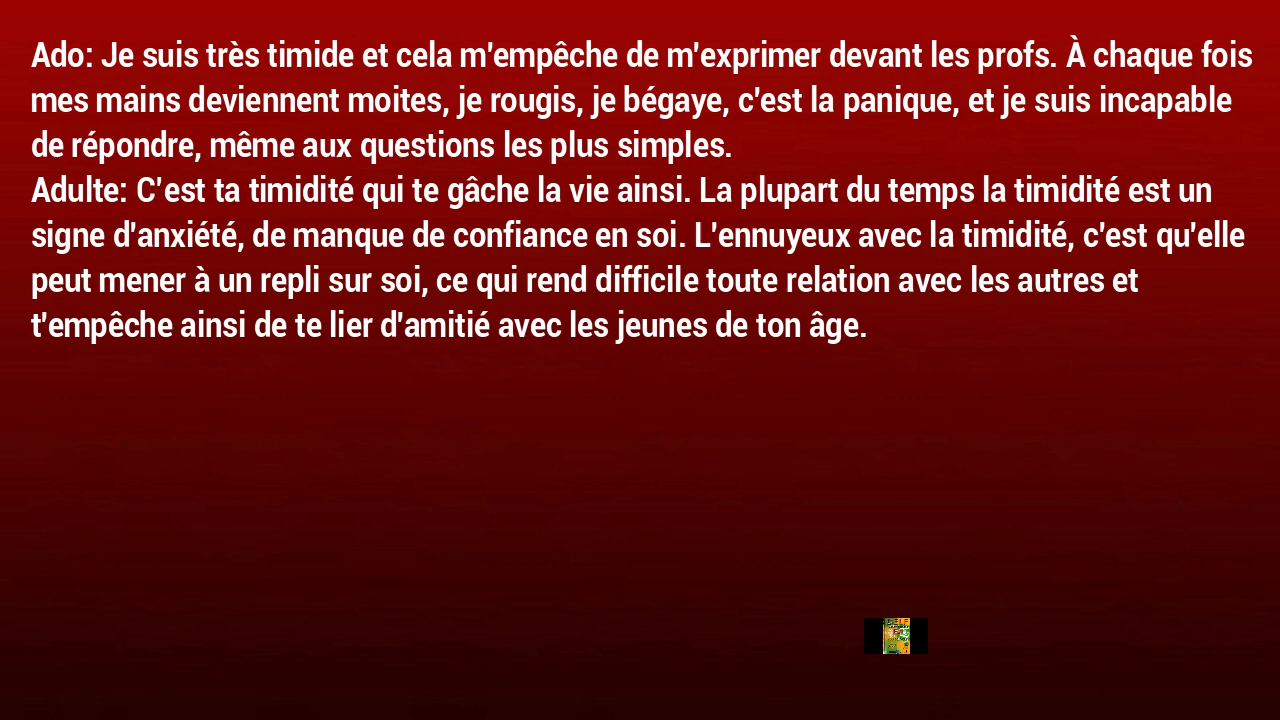 Ado: Je suis très timide et cela m'empêche de m'exprimer devant les profs. À chaque fois
mes mains deviennent moites, je rougis, je bégaye, c'est la panique, et je suis incapable
de répondre, même aux questions les plus simples.
Adulte: C'est ta timidité qui te gâche la vie ainsi. La plupart du temps la timidité est un
signe d'anxiété, de manque de confiance en soi. L'ennuyeux avec la timidité, c'est qu'elle
peut mener à un repli sur soi, ce qui rend difficile toute relation avec les autres et
t'empêche ainsi de te lier d'amitié avec les jeunes de ton âge.